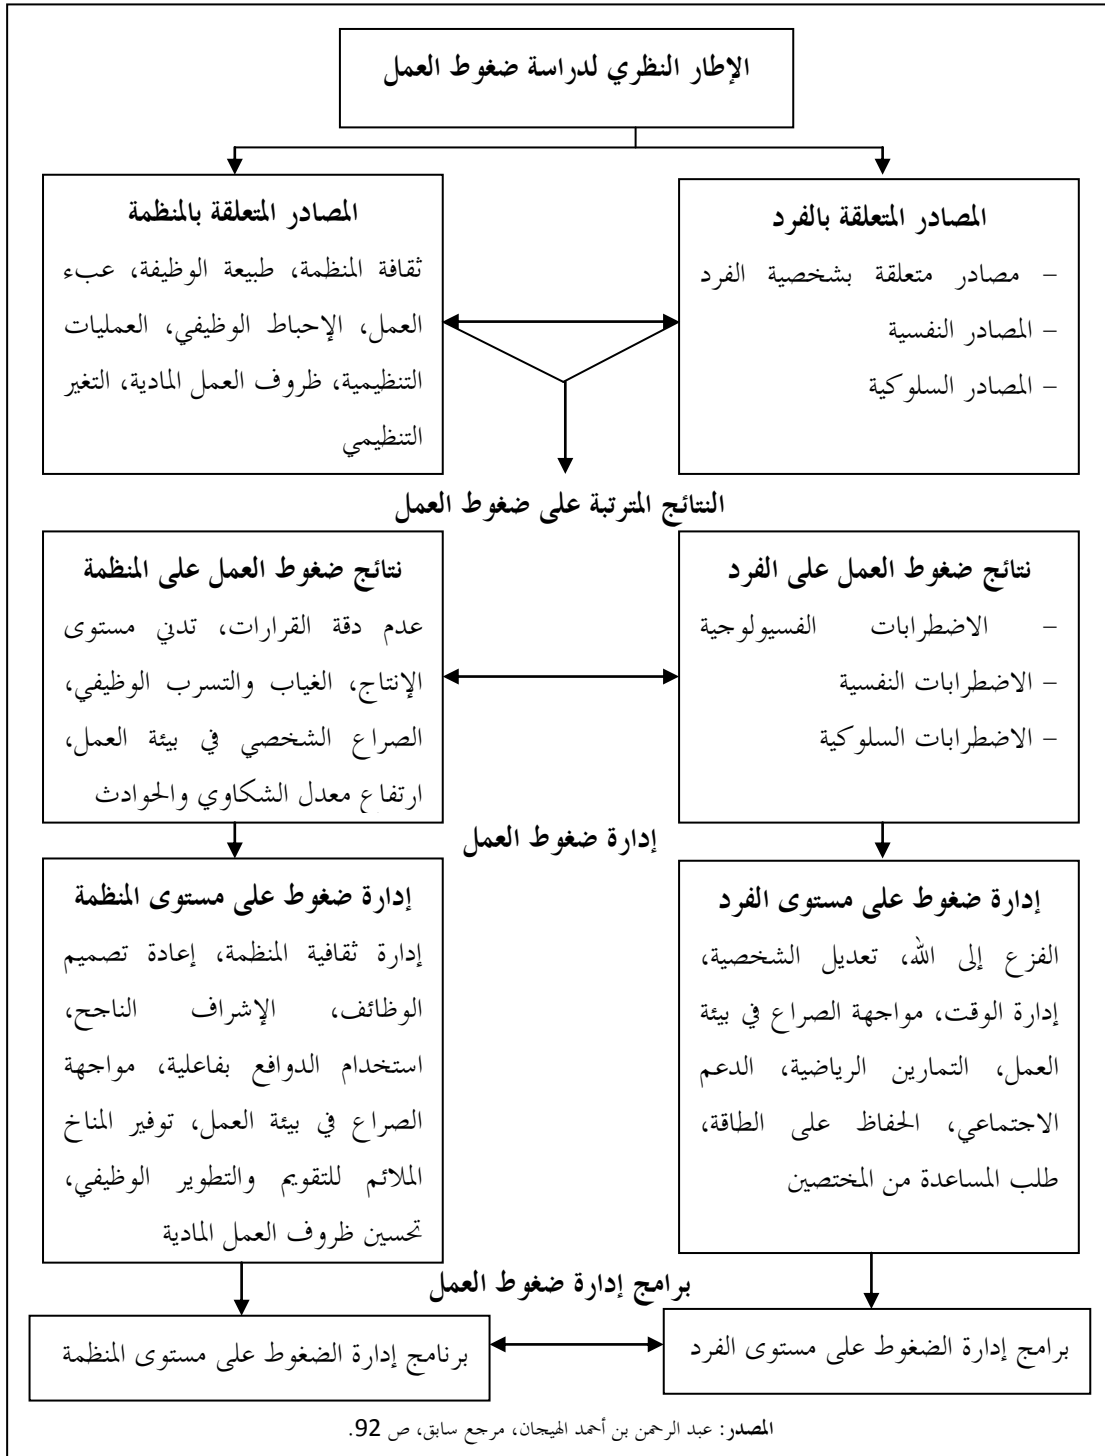 الإطار النظري لدراسة ضغوط العمل
المصادر المتعلقة بالفرد
– مصادر متعلقة بشخصية الفرد
– المصادر النفسية
– المصادر السلوكية
المصادر المتعلقة بالمنظمة
ثقافة المنظمة، طبيعة الوظيفة، عبء
العمل، الإحباط الوظيفي، العمليات
التنظيمية، ظروف العمل المادية، التغير
التنظيمي
النتائج المترتبة على ضغوط العمل
نتائج ضغوط العمل على الفرد
– الاضطرابات الفسيولوجية
– الاضطرابات النفسية
– الاضطرابات السلوكية
نتائج ضغوط العمل على المنظمة
عدم دقة القرارات، تدني مستوى
الإنتاج، الغياب والتسرب الوظيفي،
الصراع الشخصي في بيئة العمل،
ارتفاع معدل الشكاوي والحوادث
إدارة ضغوط العمل
إدارة ضغوط على مستوى الفرد
الفزع إلى الله، تعديل الشخصية،
إدارة الوقت، مواجهة الصراع في بيئة
العمل، التمارين الرياضية، الدعم
الاجتماعي، الحفاظ على الطاقة،
طلب المساعدة من المختصين
إدارة ضغوط على مستوى المنظمة
إدارة ثقافية المنظمة، إعادة تصميم
الوظائف، الإشراف الناجح،
استخدام الدوافع بفاعلية، مواجهة
الصراع في بيئة العمل، توفير المناخ
الملائم للتقويم والتطوير الوظيفي،
تحسين ظروف العمل المادية
برامج إدارة ضغوط العمل
برامج إدارة الضغوط على مستوى الفرد
برنامج إدارة الضغوط على مستوى المنظمة
المصدر: عبد الرحمن بن أحمد الهيجان، مرجع سابق، ص 92.